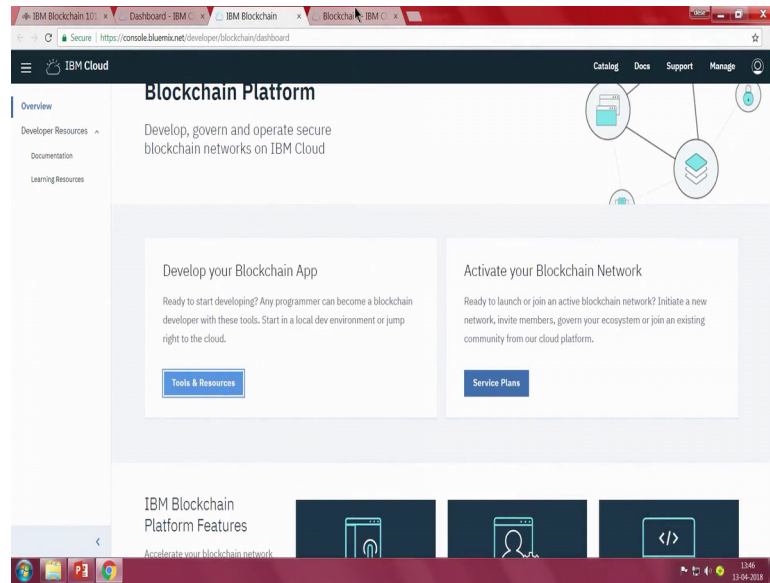 IBM Blockchain 101
Dashboard - IBM C
IBM Blockchain
Blockchain - IBM Cl
Secure | https://console.bluemix.net/developer/blockchain/dashboard
IBM Cloud
Catalog Docs Support Manage
Overview
Developer Resources
Documentation
Learning Resources
Blockchain Platform
Develop, govern and operate secure
blockchain networks on IBM Cloud
Develop your Blockchain App
Ready to start developing? Any programmer can become a blockchain
developer with these tools. Start in a local dev environment or jump
right to the cloud.
Tools & Resources
Activate your Blockchain Network
Ready to launch or join an active blockchain network? Initiate a new
network, invite members, govern your ecosystem or join an existing
community from our cloud platform.
Service Plans
IBM Blockchain
Platform Features
Accelerate your blockchain network
13:46
13-04-2018